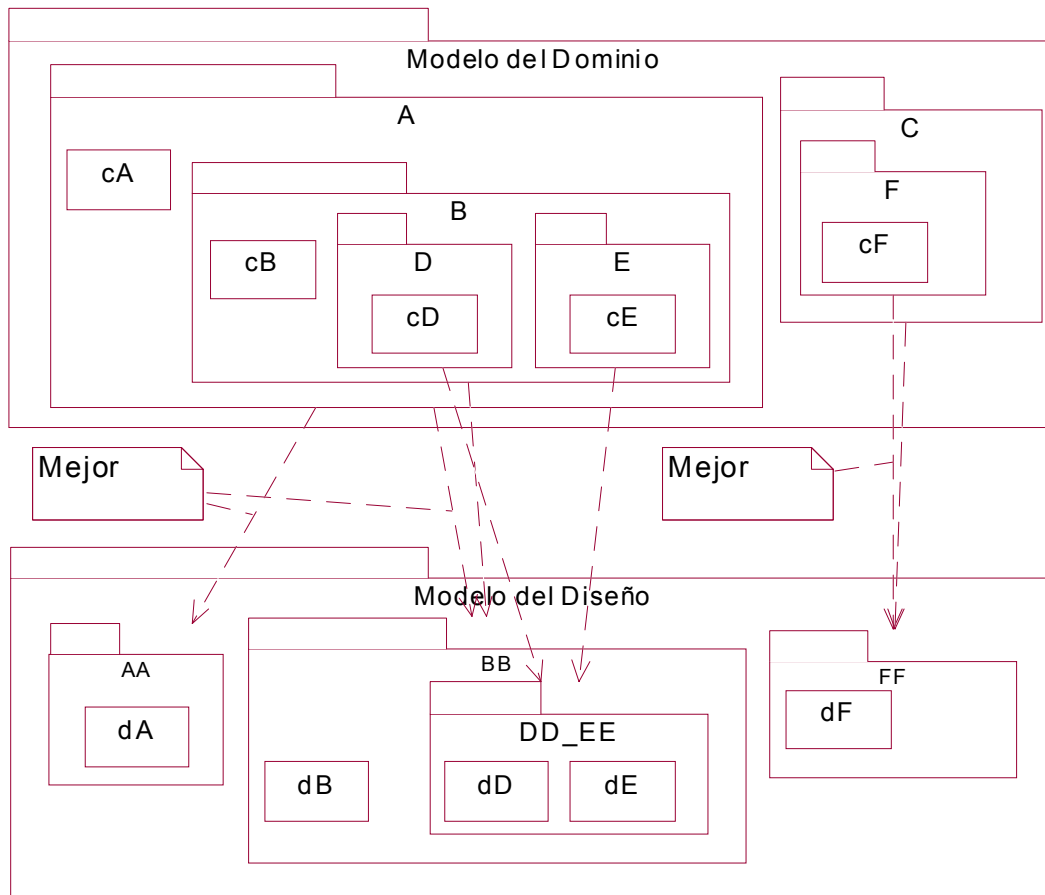 Modelo del Dominio
A
C
cA
B
F
cB
D
E
cF
cD
cE
Mejor
Mejor
Modelo del Diseño
AA
BB
FF
dA
DD_EE
dF
dB
dD
dE